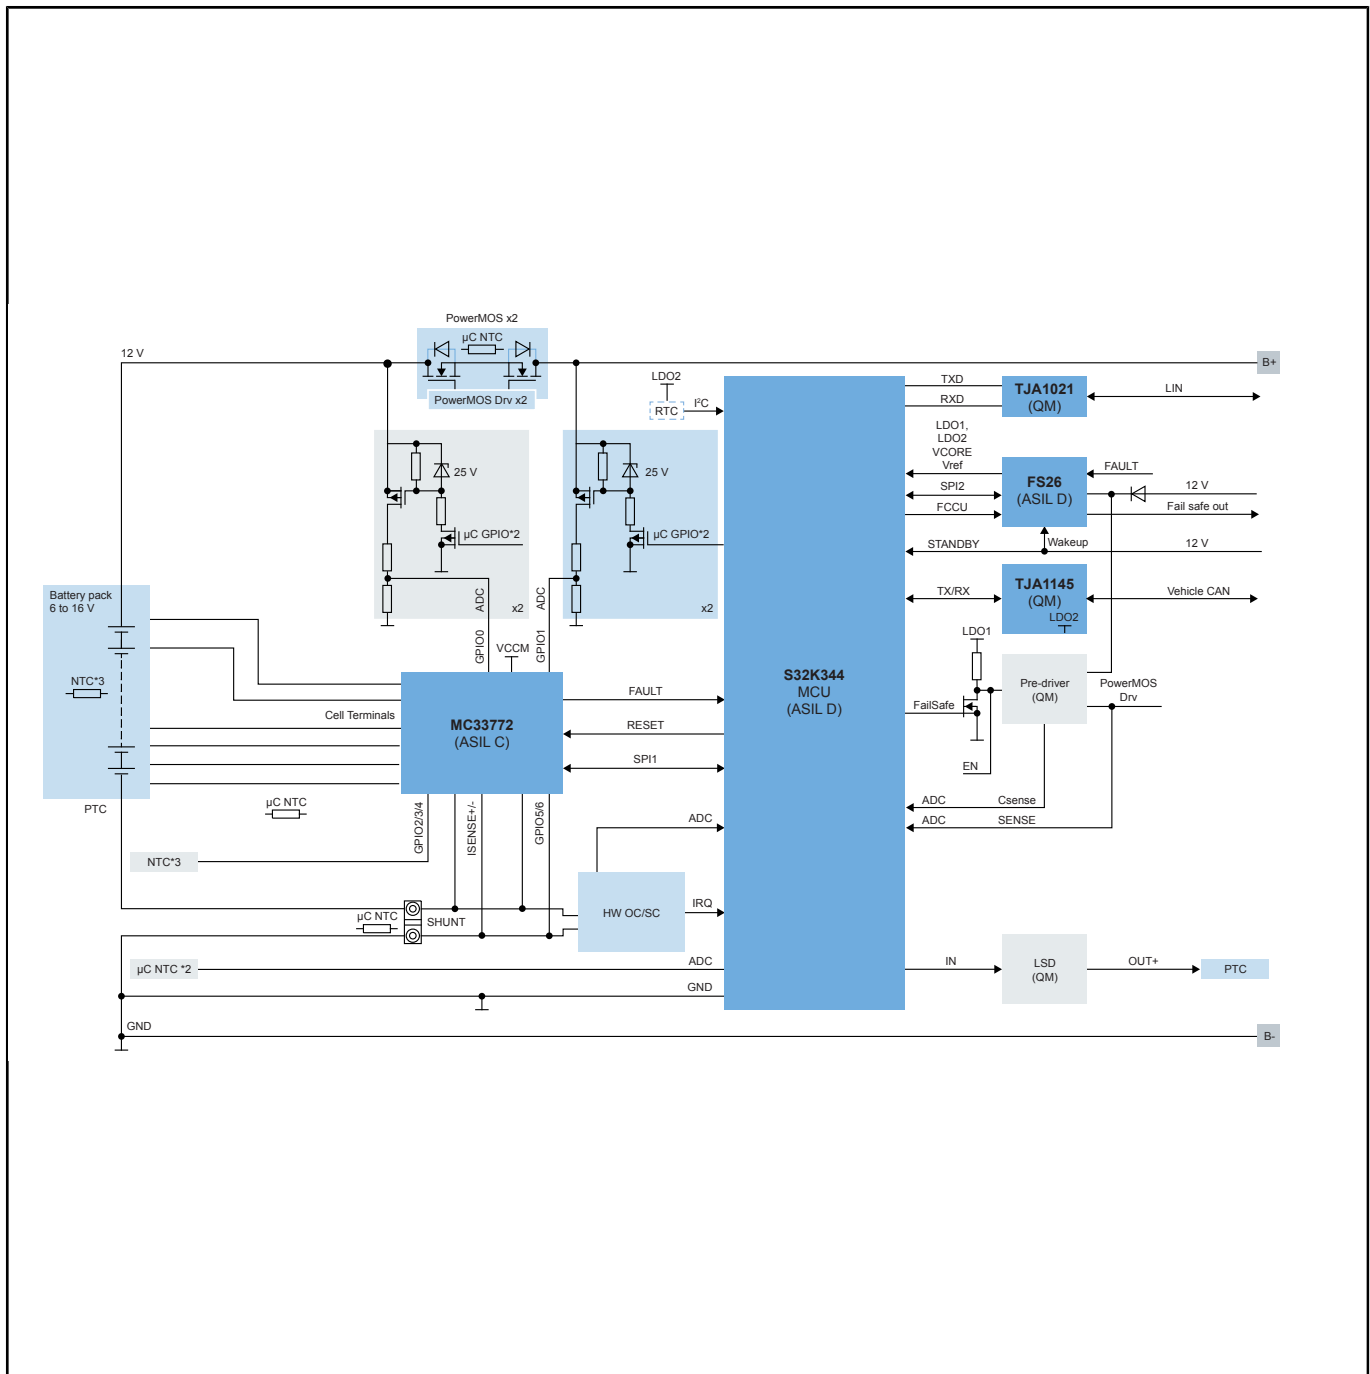 PowerMOS x2
µC NTC
12 V
PowerMOS Drv x2
B+
LDO2
RTC
I²C
TXD
RXD
TJA1021
(QM)
LIN
25 V
µC GPIO*2
x2
ADC
GPIO0
25 V
µC GPIO*2
x2
ADC
GPIO1
LDO1,
LDO2
VCORE
Vref
SPI2
FCCU
FS26
(ASIL D)
FAULT
12 V
Fail safe out
STANDBY
Wakeup
12 V
TX/RX
TJA1145
(QM)
LDO2
Vehicle CAN
Battery pack
6 to 16 V
NTC*3
PTC
Cell Terminals
VCCM
MC33772
(ASIL C)
FAULT
RESET
SPI1
S32K344
MCU
(ASIL D)
LDO1
FailSafe
EN
Pre-driver
(QM)
PowerMOS
Drv
ADC
Csense
ADC
SENSE
µC NTC
GPIO2/3/4
ISENSE+/-
GPIO5/6
NTC*3
ADC
HW OC/SC
IRQ
µC NTC
SHUNT
µC NTC *2
ADC
GND
IN
LSD
(QM)
OUT+
PTC
GND
B-